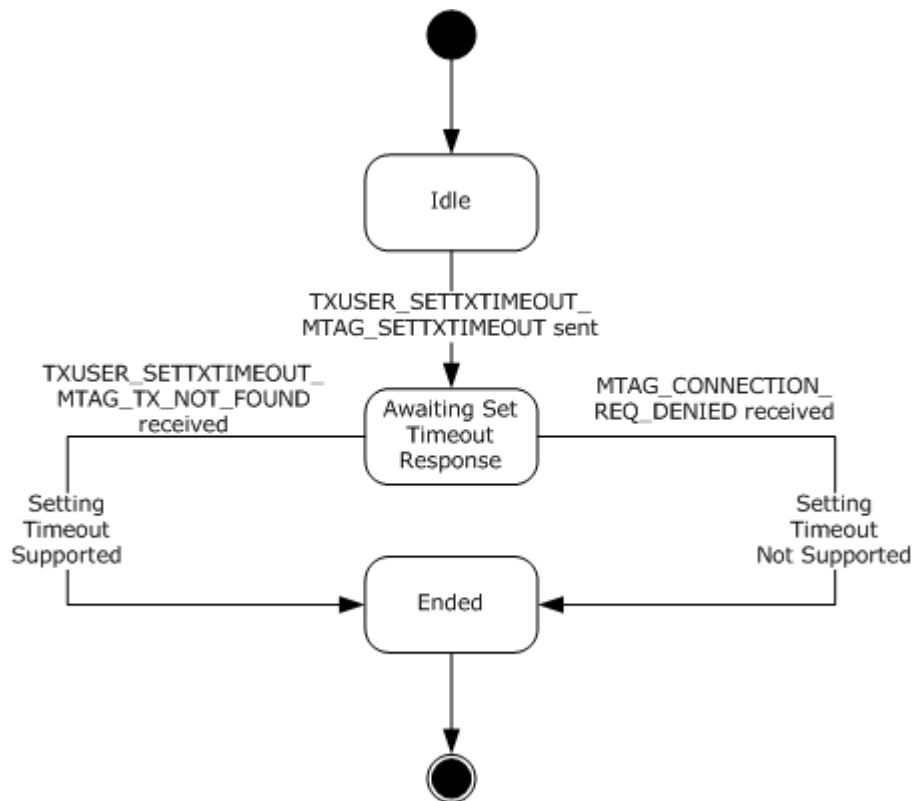 Idle
TXUSER_SETTXTIMEOUT_
MTAG_SETTXTIMEOUT sent
TXUSER_SETTXTIMEOUT_
MTAG_TX_NOT_FOUND
received
MTAG_CONNECTION_
REQ_DENIED received
Awaiting Set
Timeout
Response
Setting
Timeout
Supported
Setting
Timeout
Not Supported
Ended